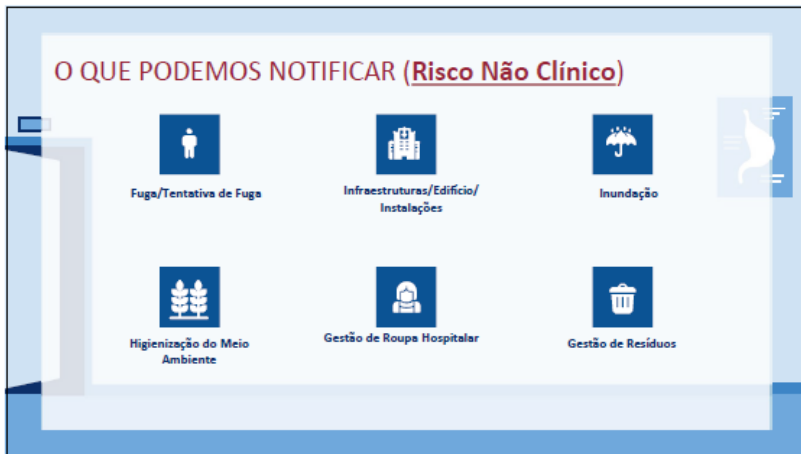 O QUE PODEMOS NOTIFICAR (Risco Não Clínico)
Fuga/Tentativa de Fuga
Infraestruturas/Edifício/
Instalações
Inundação
Higienização do Meio
Ambiente
Gestão de Roupa Hospitalar
Gestão de Resíduos